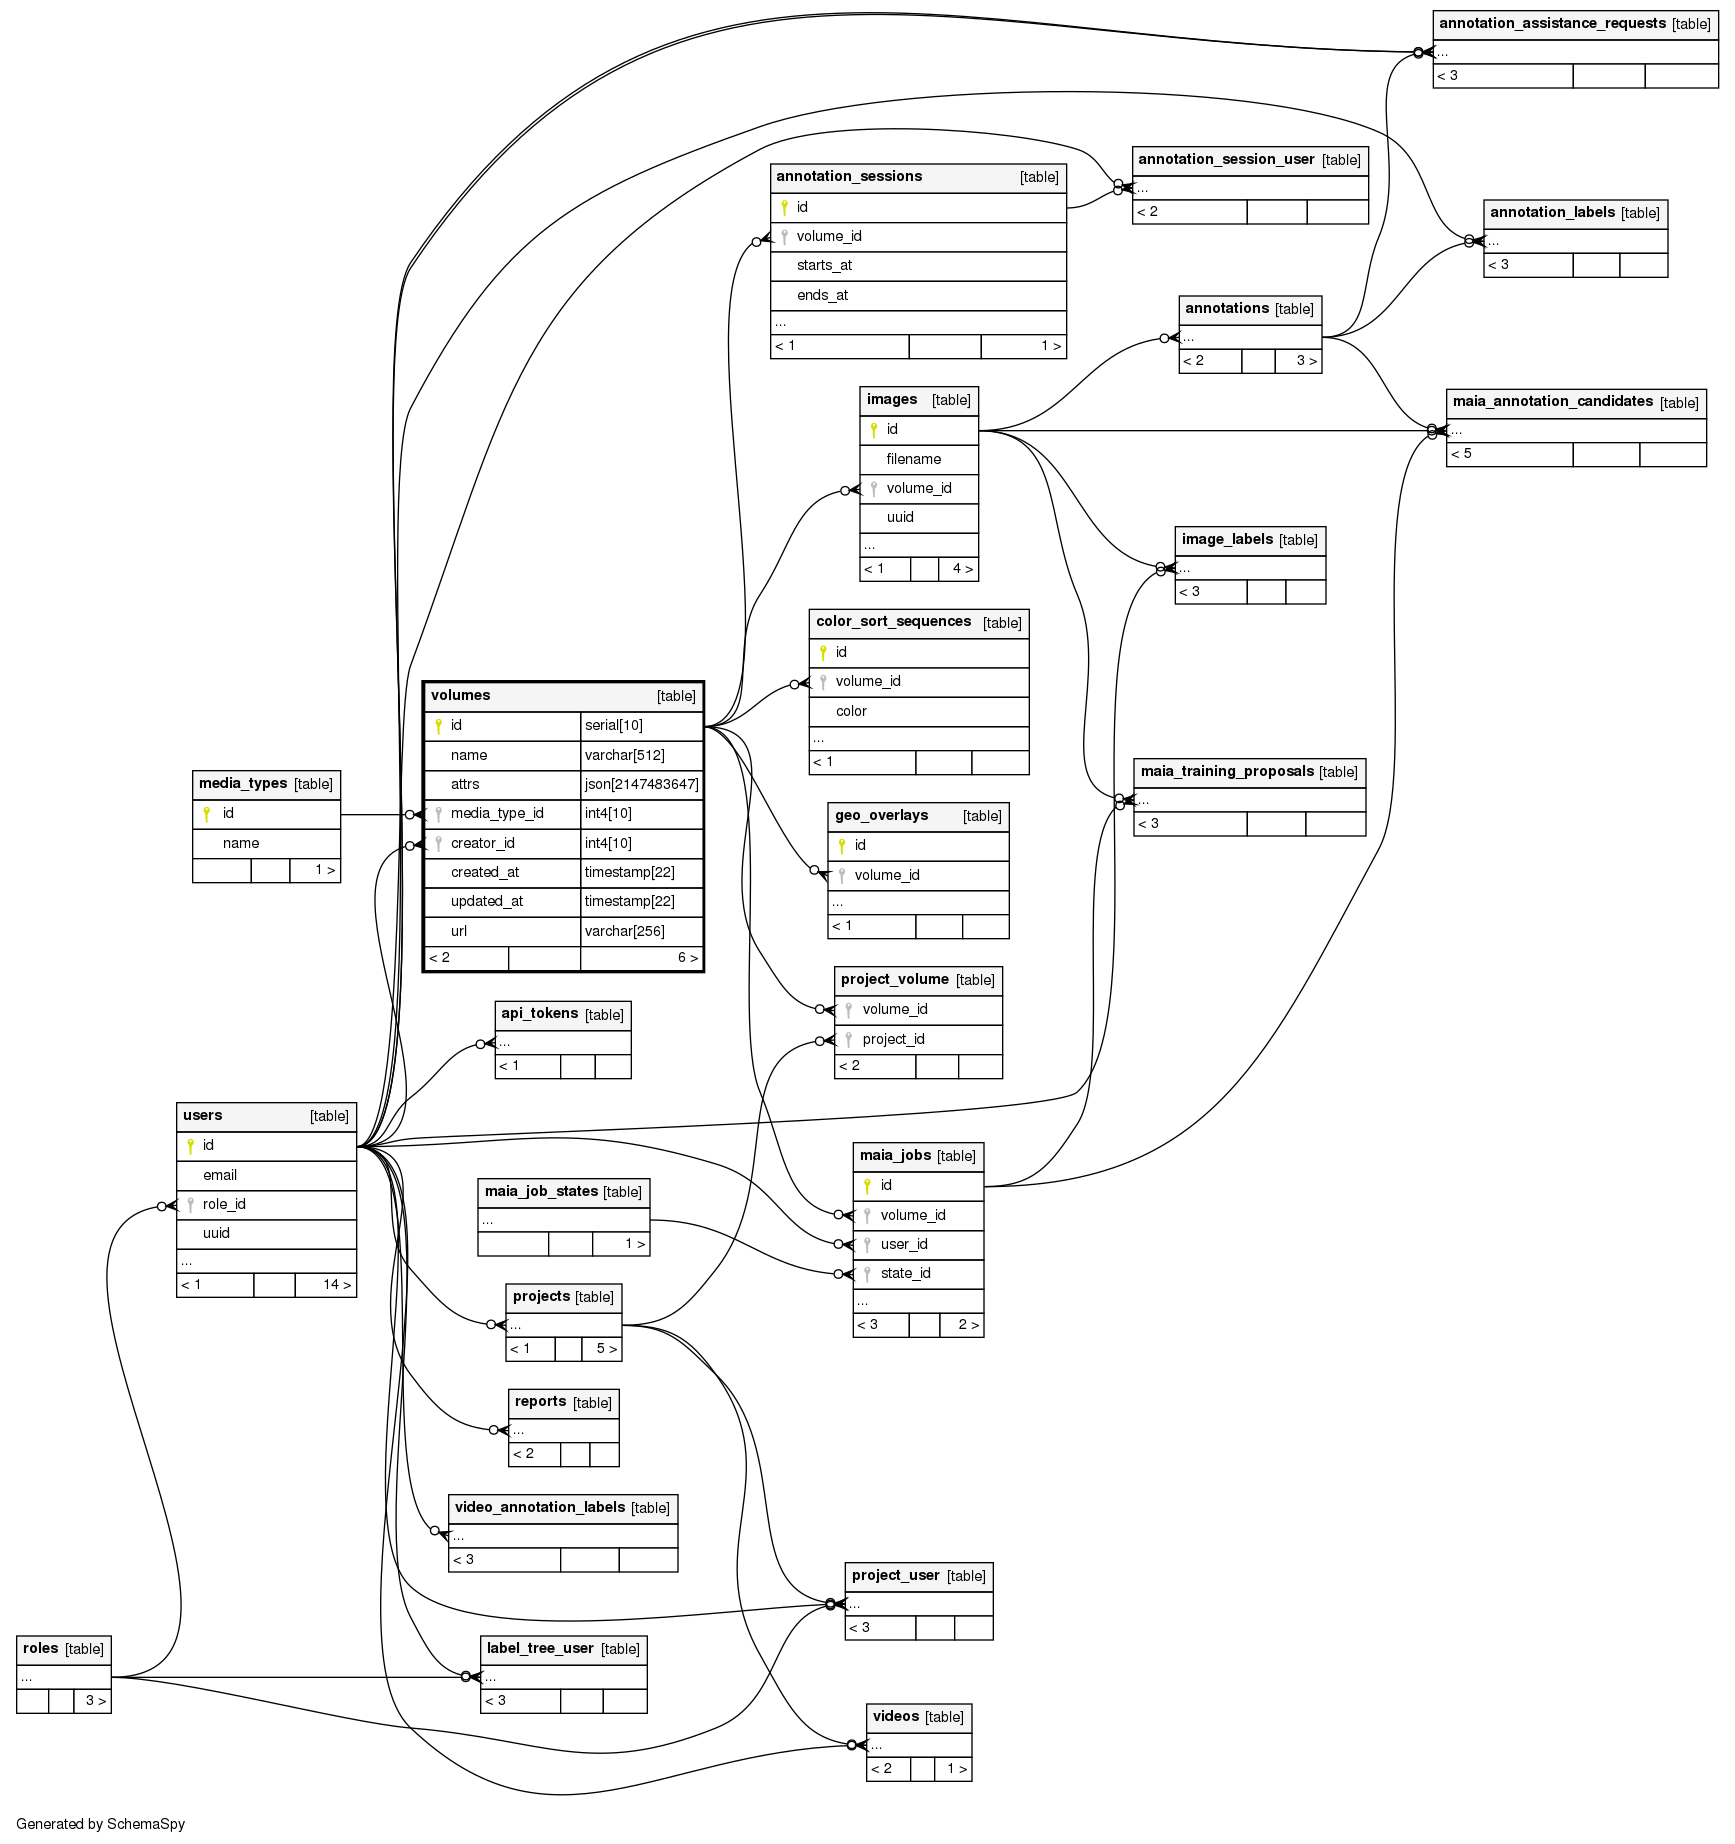 annotation_assistance_requests [table]
...
< 3
annotation_session_user [table]
...
< 2
annotation_sessions [table]
id
volume_id
starts_at
ends_at
...
< 1 1 >
annotation_labels [table]
...
< 3
annotations [table]
...
< 2 3 >
images [table]
id
filename
volume_id
uuid
...
< 1 4 >
maia_annotation_candidates [table]
...
< 5
image_labels [table]
...
< 3
color_sort_sequences [table]
id
volume_id
color
...
< 1
volumes [table]
id serial[10]
name varchar[512]
attrs json[2147483647]
media_type_id int4[10]
creator_id int4[10]
created_at timestamp[22]
updated_at timestamp[22]
url varchar[256]
< 2 6 >
media_types [table]
id
name
1 >
maia_training_proposals [table]
...
< 3
geo_overlays [table]
id
volume_id
...
< 1
project_volume [table]
volume_id
project_id
< 2
api_tokens [table]
...
< 1
users [table]
id
email
role_id
uuid
...
< 1 14 >
maia_jobs [table]
id
volume_id
user_id
state_id
...
< 3 2 >
maia_job_states [table]
...
1 >
projects [table]
...
< 1 5 >
reports [table]
...
< 2
video_annotation_labels [table]
...
< 3
project_user [table]
...
< 3
roles [table]
...
3 >
label_tree_user [table]
...
< 3
videos [table]
...
< 2 1 >
Generated by SchemaSpy